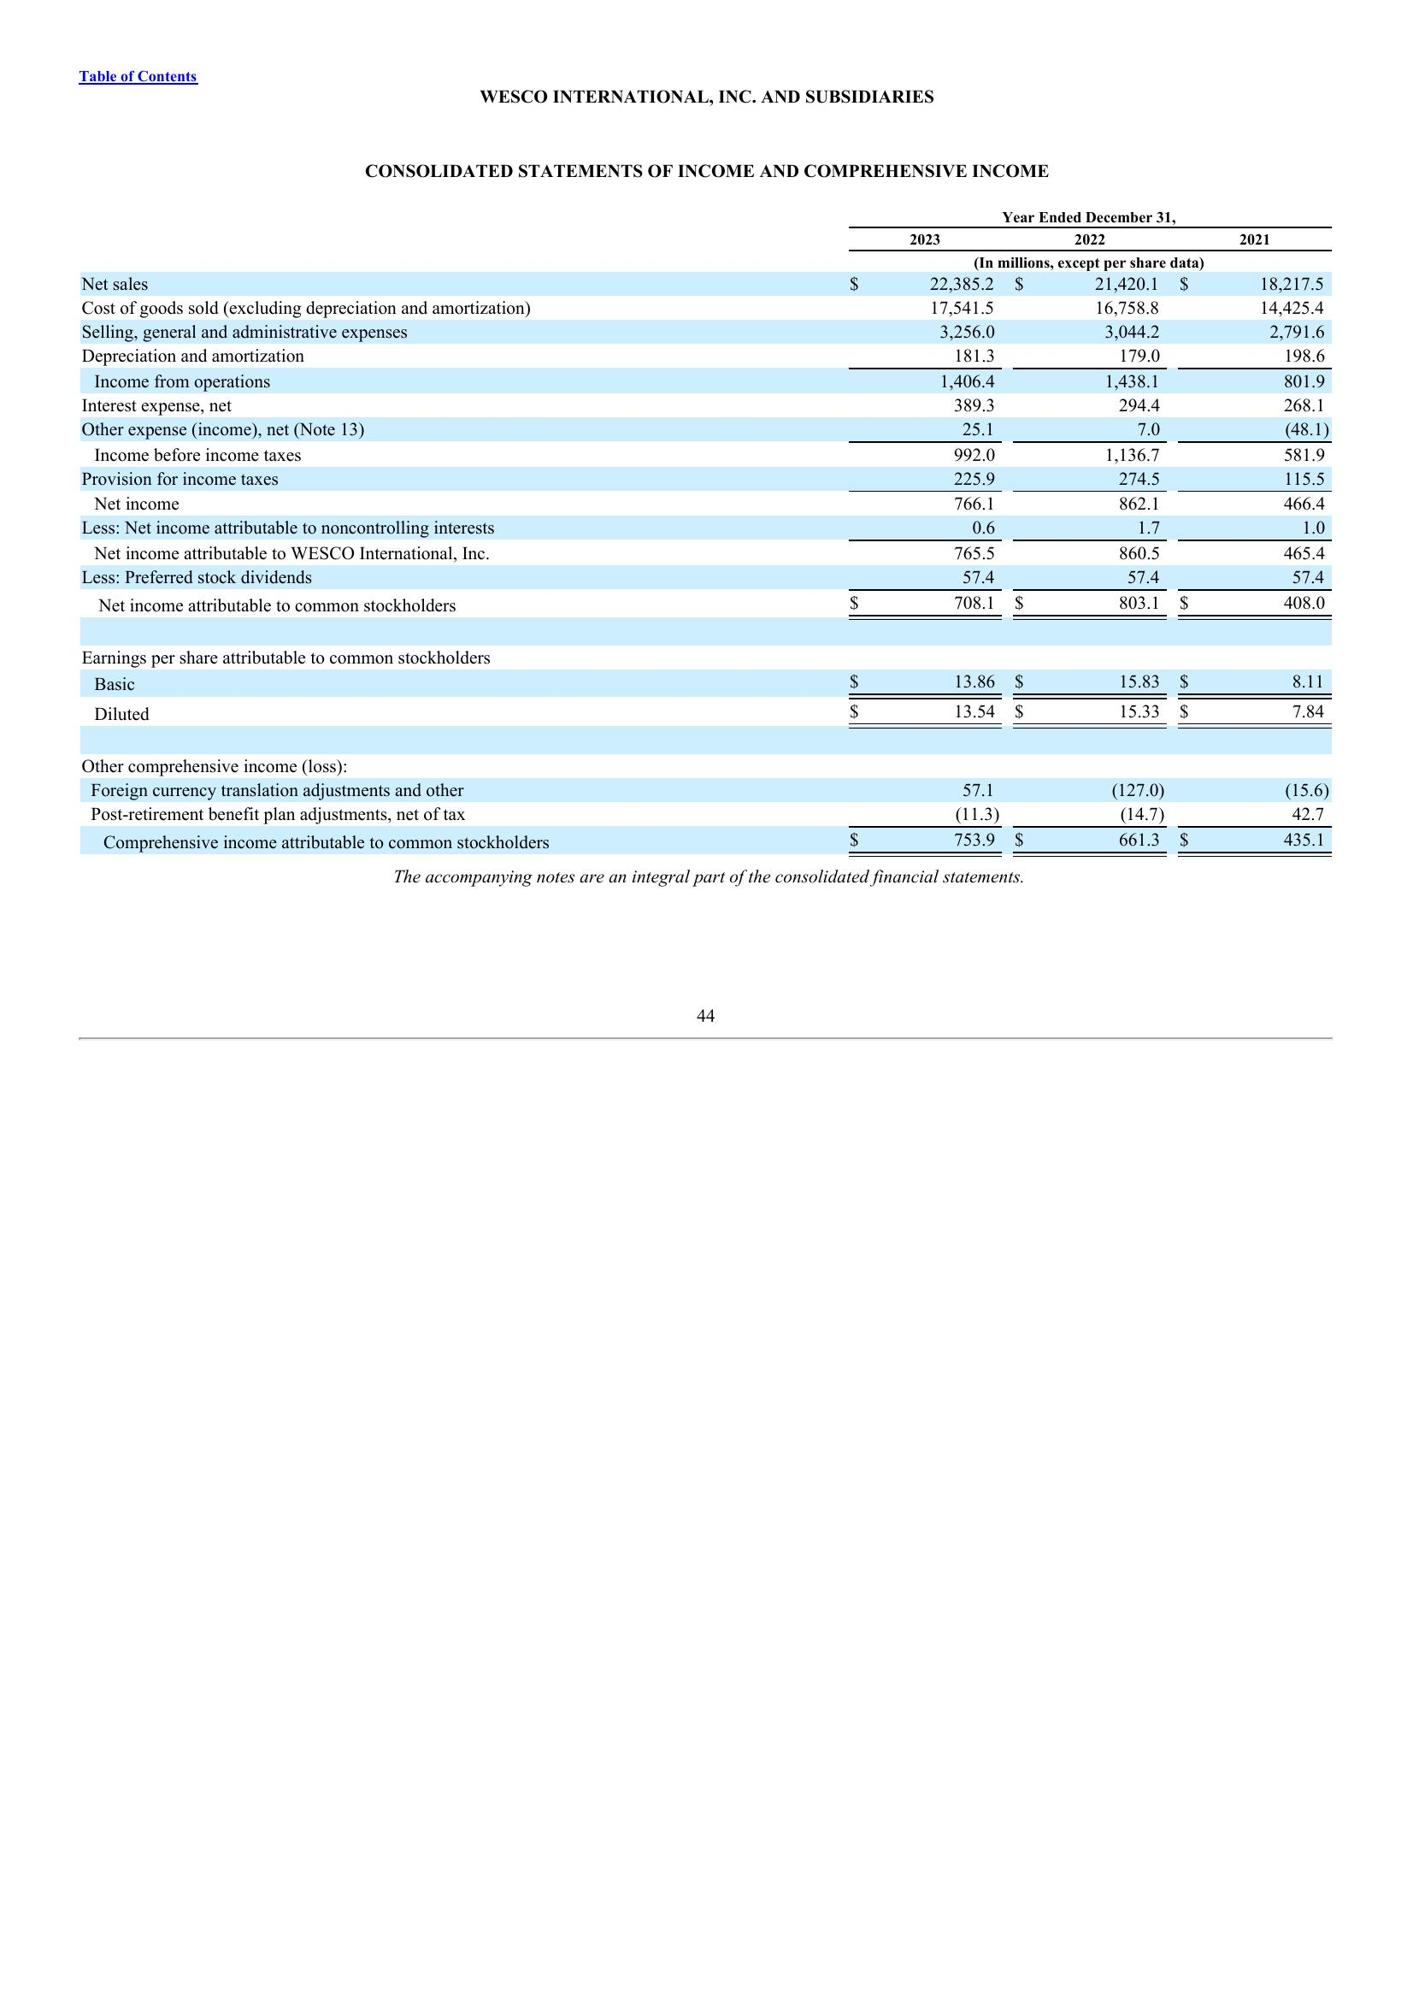 Table of Contents
WESCO INTERNATIONAL, INC. AND SUBSIDIARIES
CONSOLIDATED STATEMENTS OF INCOME AND COMPREHENSIVE INCOME
Year Ended December 31,
2023 2022 2021
(In millions, except per share data)
Net sales $ 22,385.2 $ 21,420.1 $ 18,217.5
Cost of goods sold (excluding depreciation and amortization) 17,541.5 16,758.8 14,425.4
Selling, general and administrative expenses 3,256.0 3,044.2 2,791.6
Depreciation and amortization 181.3 179.0 198.6
Income from operations 1,406.4 1,438.1 801.9
Interest expense, net 389.3 294.4 268.1
Other expense (income), net (Note 13) 25.1 7.0 (48.1)
Income before income taxes 992.0 1,136.7 581.9
Provision for income taxes 225.9 274.5 115.5
Net income 766.1 862.1 466.4
Less: Net income attributable to noncontrolling interests 0.6 1.7 1.0
Net income attributable to WESCO International, Inc. 765.5 860.5 465.4
Less: Preferred stock dividends 57.4 57.4 57.4
Net income attributable to common stockholders $ 708.1 $ 803.1 $ 408.0
Earnings per share attributable to common stockholders
Basic $ 13.86 $ 15.83 $ 8.11
Diluted $ 13.54 $ 15.33 $ 7.84
Other comprehensive income (loss):
Foreign currency translation adjustments and other 57.1 (127.0) (15.6)
Post-retirement benefit plan adjustments, net of tax (11.3) (14.7) 42.7
Comprehensive income attributable to common stockholders $ 753.9 $ 661.3 $ 435.1
The accompanying notes are an integral part of the consolidated financial statements.
44